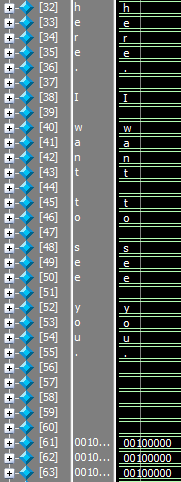 [32] h h
[33] e e
[34] r r
[35] e e
[36] . .
[37]
[38] I I
[39]
[40] w w
[41] a a
[42] n n
[43] t t
[44]
[45] t t
[46] o o
[47]
[48] s s
[49] e e
[50] e e
[51]
[52] y y
[53] o o
[54] u u
[55] . .
[56]
[57]
[58]
[59]
[60]
[61] 0010... 00100000
[62] 0010... 00100000
[63] 0010... 00100000